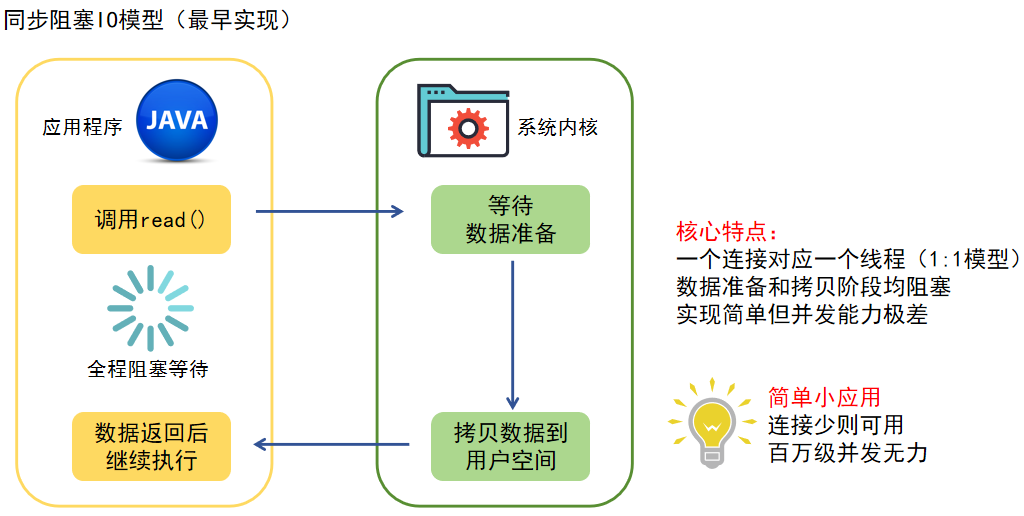 同步阻塞IO模型（最早实现）
应用程序
JAVA
系统内核
调用read()
等待
数据准备
全程阻塞等待
数据返回后
继续执行
拷贝数据到
用户空间
核心特点：
一个连接对应一个线程（1:1模型）
数据准备和拷贝阶段均阻塞
实现简单但并发能力极差
简单小应用
连接少则可用
百万级并发无力